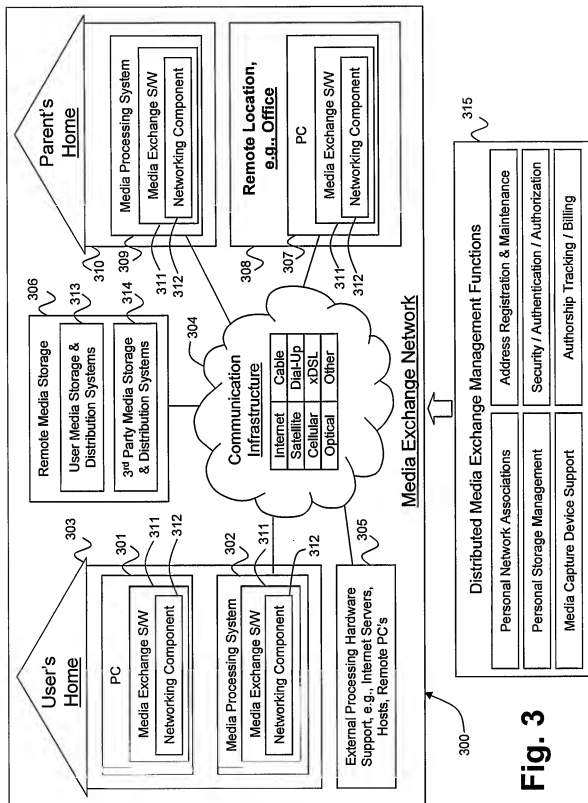 User's
Home
303
PC
301
Media Exchange S/W
311
Networking Component
312
Media Processing System
302
Media Exchange S/W
311
Networking Component
312
External Processing Hardware
Support, e.g., Internet Servers,
Hosts, Remote PC's
305
306
Remote Media Storage
313
User Media Storage &
Distribution Systems
314
3rd Party Media Storage
& Distribution Systems
304
Communication
Infrastructure
Internet
Cable
Satellite
Dial-Up
Cellular
xDSL
Optical
Other
Parent's
Home
310
Media Processing System
309
Media Exchange S/W
311
Networking Component
312
Remote Location,
e.g., Office
308
PC
307
Media Exchange S/W
311
Networking Component
312
Media Exchange Network
300
315
Distributed Media Exchange Management Functions
Personal Network Associations
Address Registration & Maintenance
Personal Storage Management
Security / Authentication / Authorization
Media Capture Device Support
Authorship Tracking / Billing
Fig. 3